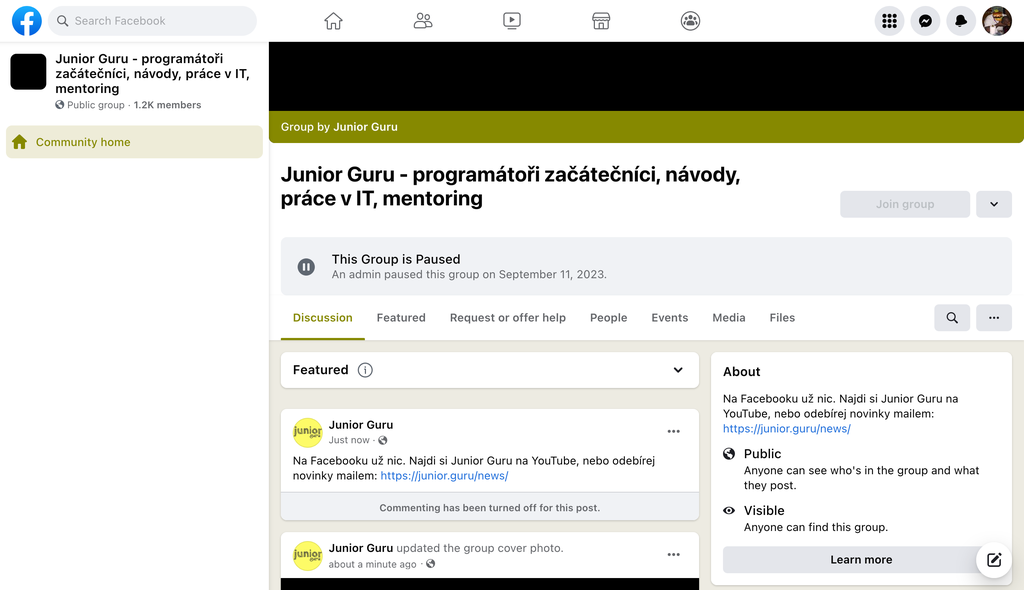 Search Facebook
Junior Guru - programátoři
začátečníci, návody, práce v IT,
mentoring
Public group · 1.2K members
Community home
Group by Junior Guru
Junior Guru - programátoři začátečníci, návody,
práce v IT, mentoring
Join group
This Group is Paused
An admin paused this group on September 11, 2023.
Discussion
Featured
Request or offer help
People
Events
Media
Files
Featured
junior
guru
Junior Guru
Just now ·
Na Facebooku už nic. Najdi si Junior Guru na YouTube, nebo odebírej
novinky mailem: https://junior.guru/news/
Commenting has been turned off for this post.
junior
guru
Junior Guru updated the group cover photo.
about a minute ago ·
About
Na Facebooku už nic. Najdi si Junior Guru na
YouTube, nebo odebírej novinky mailem:
https://junior.guru/news/
Public
Anyone can see who's in the group and what
they post.
Visible
Anyone can find this group.
Learn more